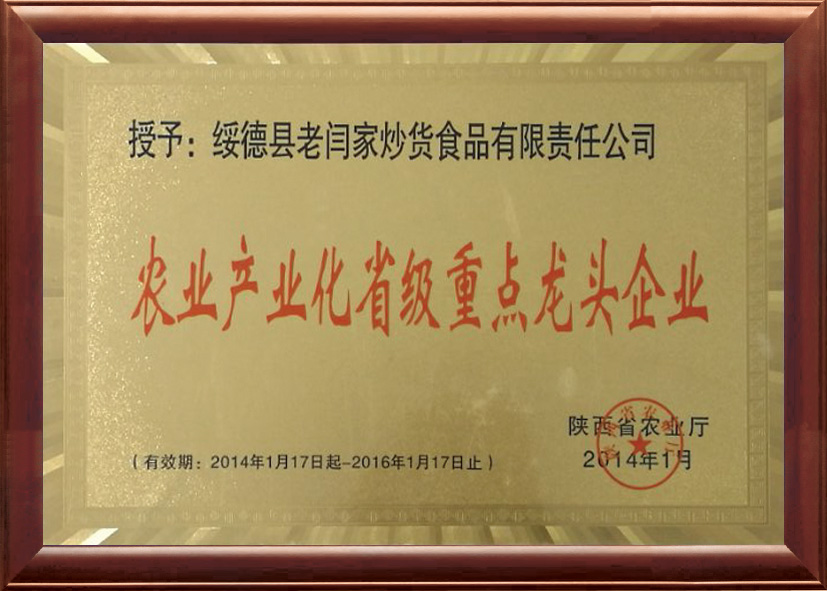 授予：绥德县老闫家炒货食品有限责任公司
农业产业化省级重点龙头企业
陕西省农业厅
（有效期：2014年1月17日起-2016年1月17日止）
2014年1月